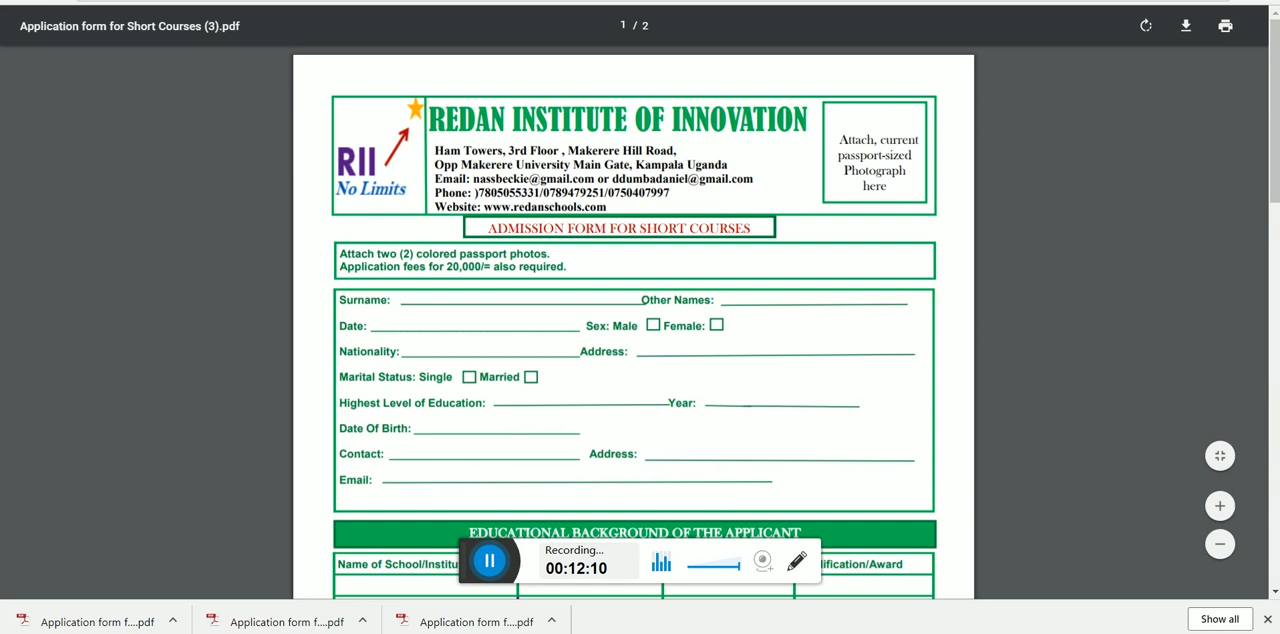 Application form for Short Courses (3).pdf
1 / 2
REDAN INSTITUTE OF INNOVATION
RII
No Limits
Ham Towers, 3rd Floor , Makerere Hill Road,
Opp Makerere University Main Gate, Kampala Uganda
Email: nassbeckie@gmail.com or ddumbadaniel@gmail.com
Phone: )7805055331/0789479251/0750407997
Website: www.redanschools.com
Attach, current
passport-sized
Photograph
here
ADMISSION FORM FOR SHORT COURSES
Attach two (2) colored passport photos.
Application fees for 20,000/= also required.
Surname: Other Names:
Date: Sex: Male Female:
Nationality: Address:
Marital Status: Single Married
Highest Level of Education: Year:
Date Of Birth:
Contact: Address:
Email:
EDUCATIONAL BACKGROUND OF THE APPLICANT
Name of School/Institu
lification/Award
Recording...
00:12:10
Application form f....pdf
Application form f....pdf
Application form f....pdf
Show all